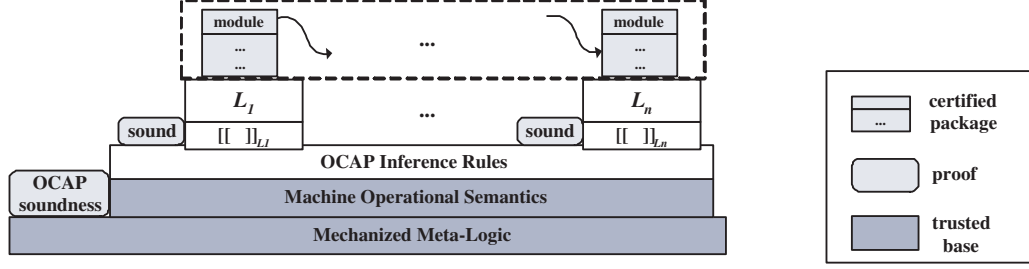 module ... module
...
...
...
...
L1 ... Ln
sound [[ ]]L1 sound [[ ]]Ln
OCAP Inference Rules
OCAP
soundness
Machine Operational Semantics
Mechanized Meta-Logic
certified
package
...
proof
trusted
base